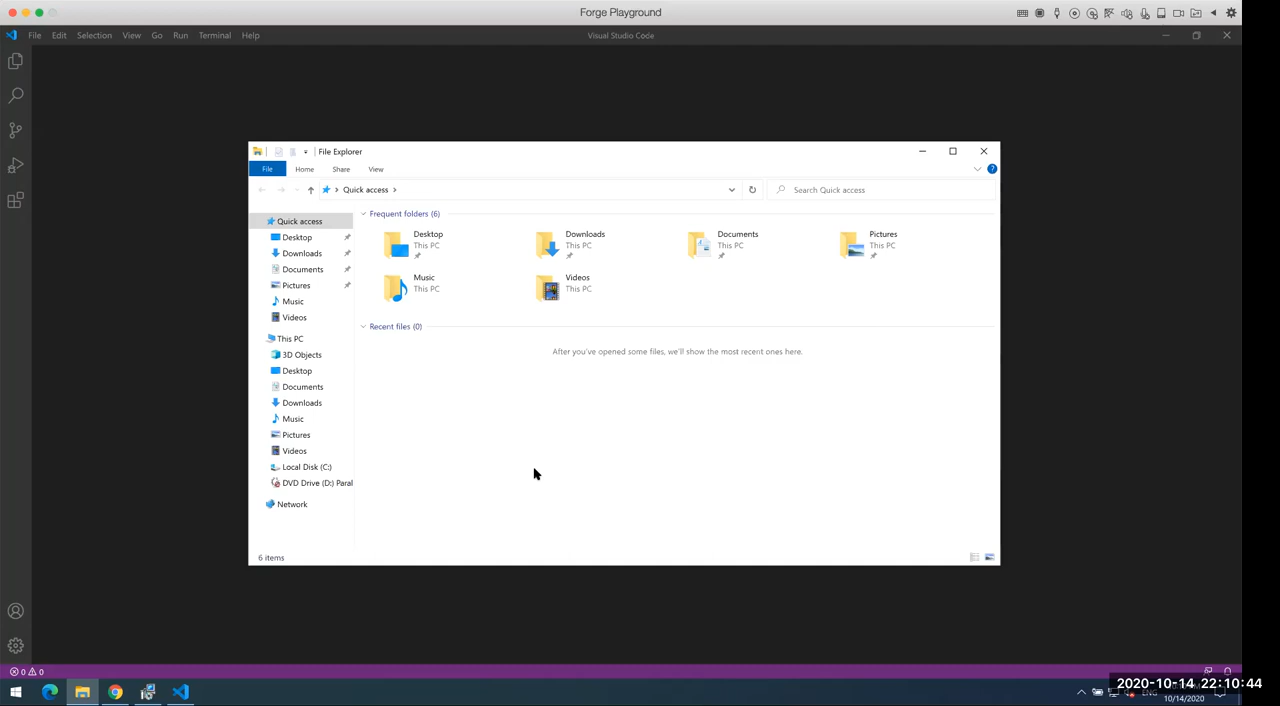 Forge Playground
File Edit Selection View Go Run Terminal Help
Visual Studio Code
File Explorer
File Home Share View
Quick access
Search Quick access
Quick access
Desktop
Downloads
Documents
Pictures
Music
Videos
This PC
3D Objects
Desktop
Documents
Downloads
Music
Pictures
Videos
Local Disk (C:)
DVD Drive (D:) Paral
Network
Frequent folders (6)
Desktop
This PC
Downloads
This PC
Documents
This PC
Pictures
This PC
Music
This PC
Videos
This PC
Recent files (0)
After you've opened some files, we'll show the most recent ones here.
6 items
0 0
2020-10-14 22:10:44
ENG
10/14/2020